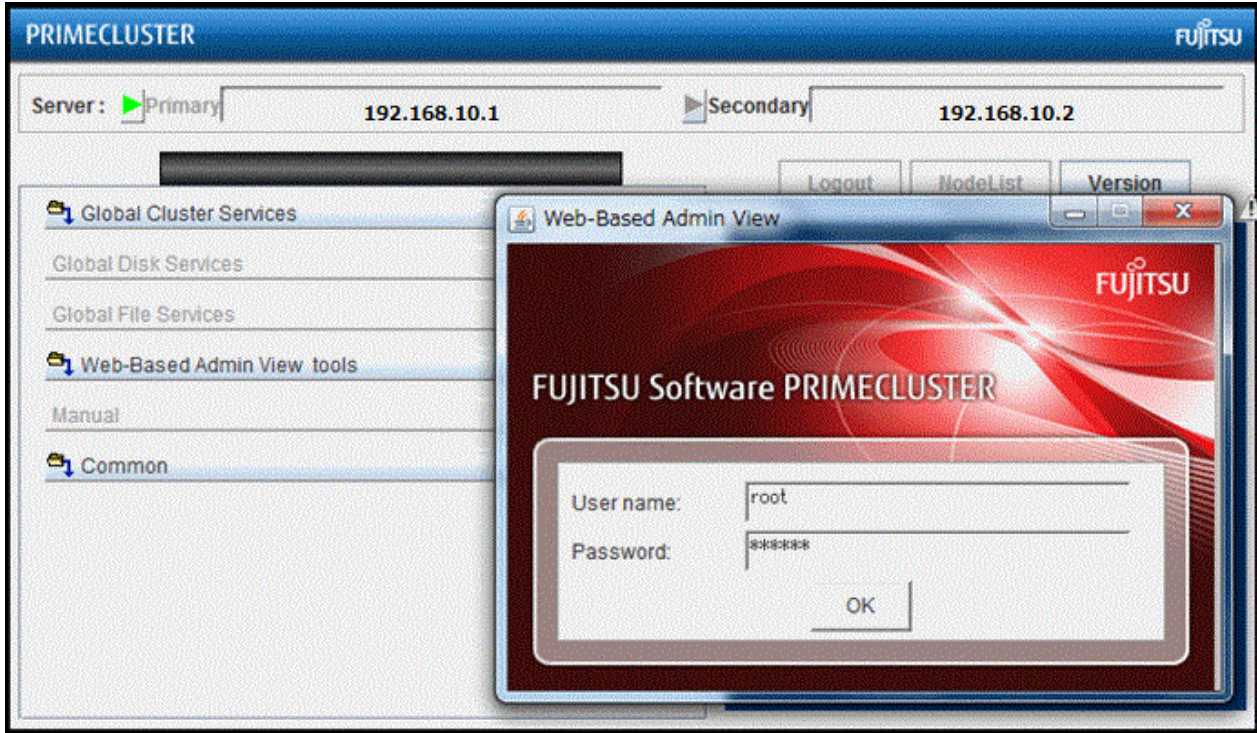 PRIMECLUSTER
FUJITSU
Server : Primary 192.168.10.1 Secondary 192.168.10.2
Logout NodeList Version
Global Cluster Services
Global Disk Services
Global File Services
Web-Based Admin View tools
Manual
Common
Web-Based Admin View
FUJITSU
FUJITSU Software PRIMECLUSTER
User name: root
Password: ******
OK